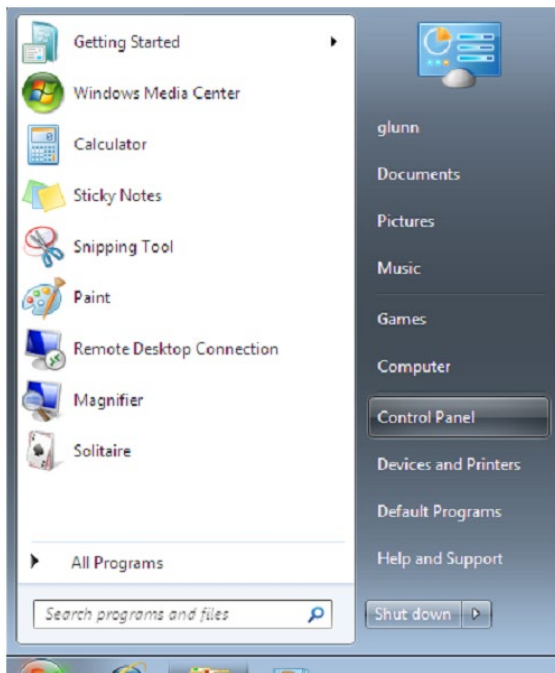 Getting Started
Windows Media Center
Calculator
Sticky Notes
Snipping Tool
Paint
Remote Desktop Connection
Magnifier
Solitaire
All Programs
Search programs and files
glunn
Documents
Pictures
Music
Games
Computer
Control Panel
Devices and Printers
Default Programs
Help and Support
Shut down